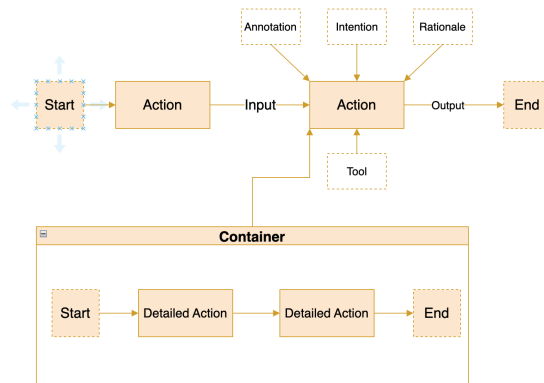 Annotation
Intention
Rationale
Start
Action
Input
Action
Output
End
Tool
Container
Start
Detailed Action
Detailed Action
End